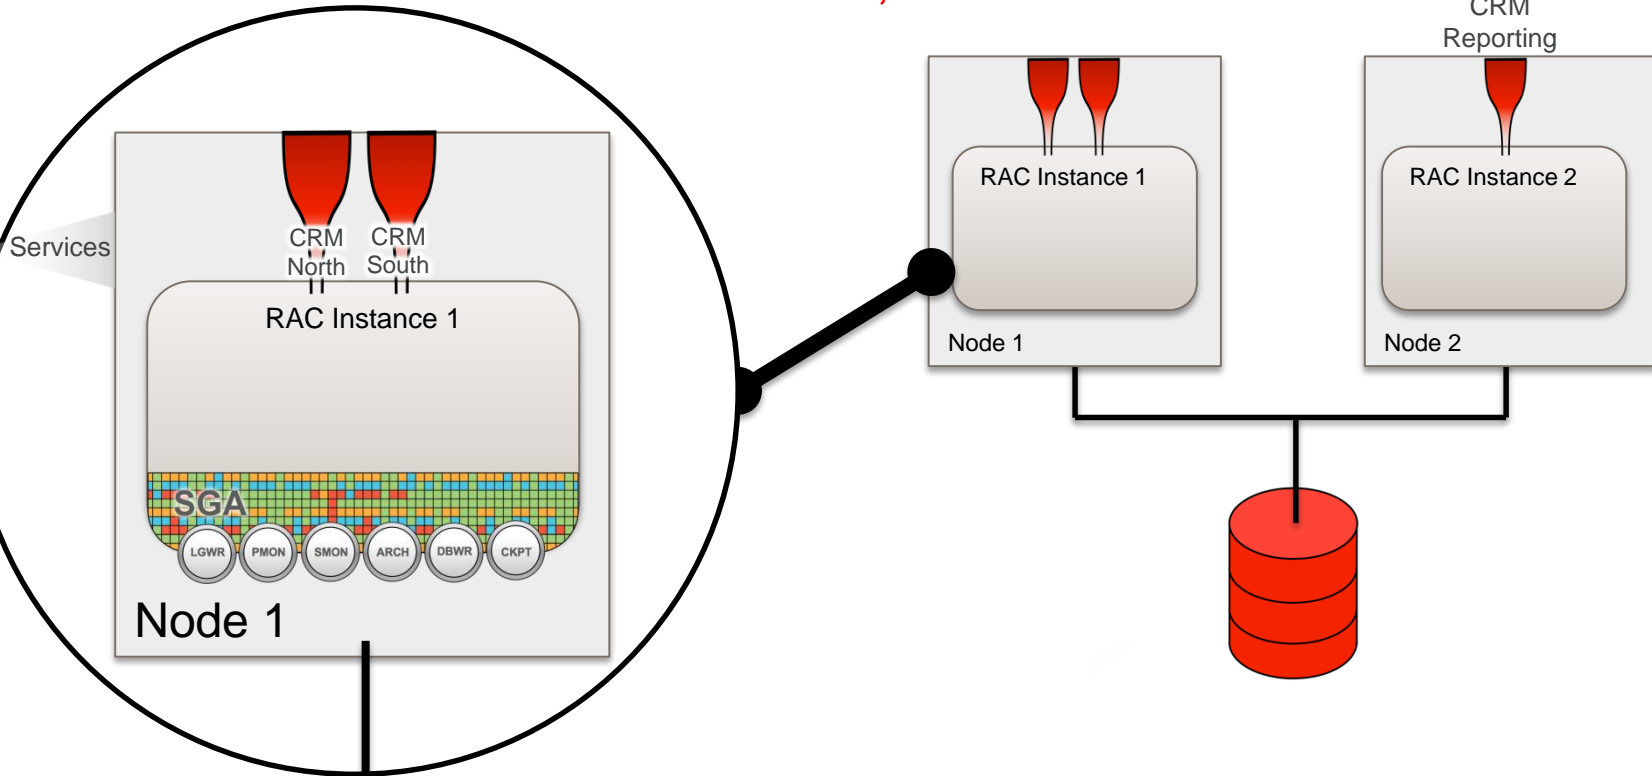 CRM
Reporting
Services
CRM
North
CRM
South
RAC Instance 1
SGA
LGWR
PMON
SMON
ARCH
DBWR
CKPT
Node 1
RAC Instance 1
Node 1
RAC Instance 2
Node 2